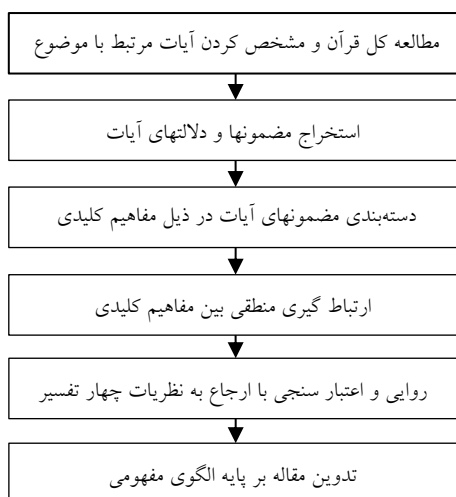 مطالعه کل قرآن و مشخص کردن آیات مرتبط با موضوع
استخراج مضمونها و دلالتهای آیات
دسته‌بندی مضمونهای آیات در ذیل مفاهیم کلیدی
ارتباط گیری منطقی بین مفاهیم کلیدی
روایی و اعتبار سنجی با ارجاع به نظریات چهار تفسیر
تدوین مقاله بر پایه الگوی مفهومی